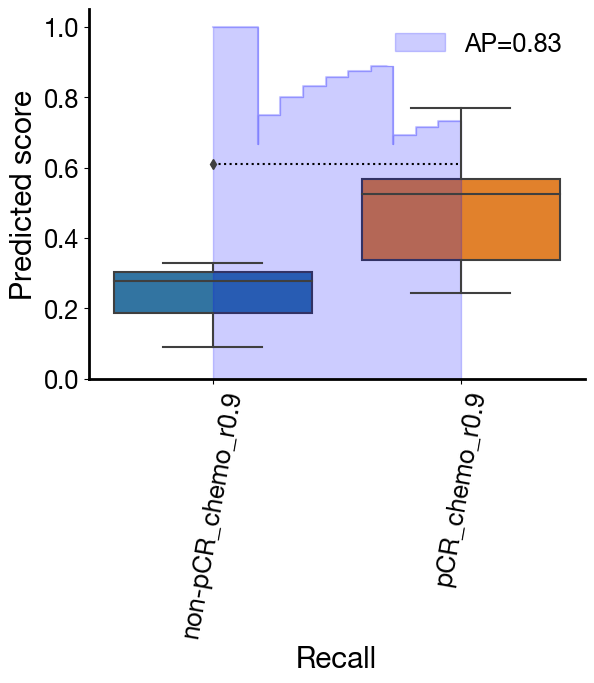 AP=0.83
Predicted score
1.0
0.8
0.6
0.4
0.2
0.0
non-pCR_chemo_r0.9
pCR_chemo_r0.9
Recall